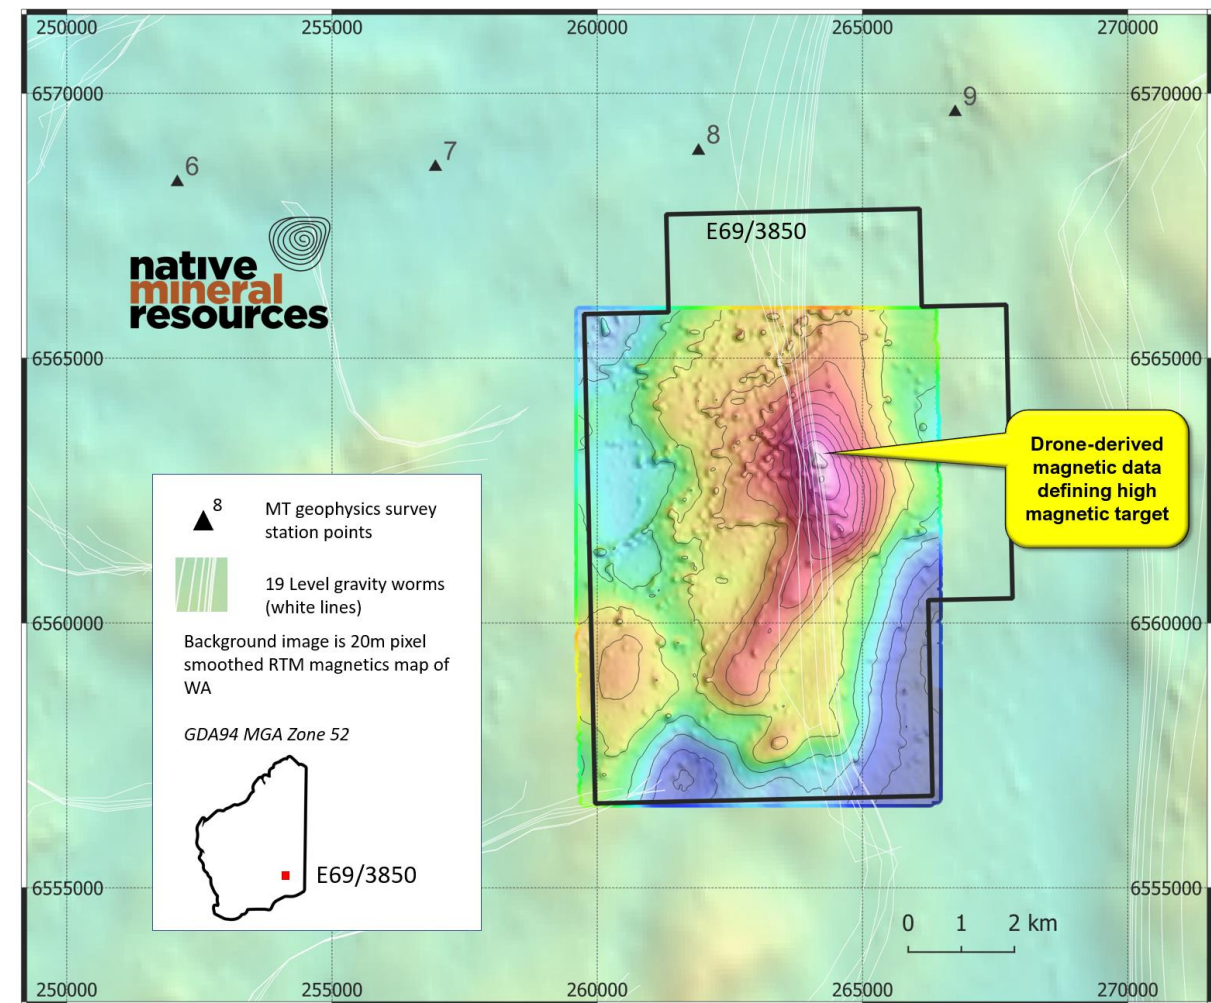 250000
255000
260000
265000
270000
6570000
6570000
9
8
7
6
E69/3850
native
mineral
resources
6565000
6565000
Drone-derived
magnetic data
defining high
magnetic target
8
MT geophysics survey
station points
19 Level gravity worms
(white lines)
Background image is 20m pixel
smoothed RTM magnetics map of
WA
GDA94 MGA Zone 52
E69/3850
6560000
6560000
6555000
6555000
0 1 2 km
250000
255000
260000
265000
270000